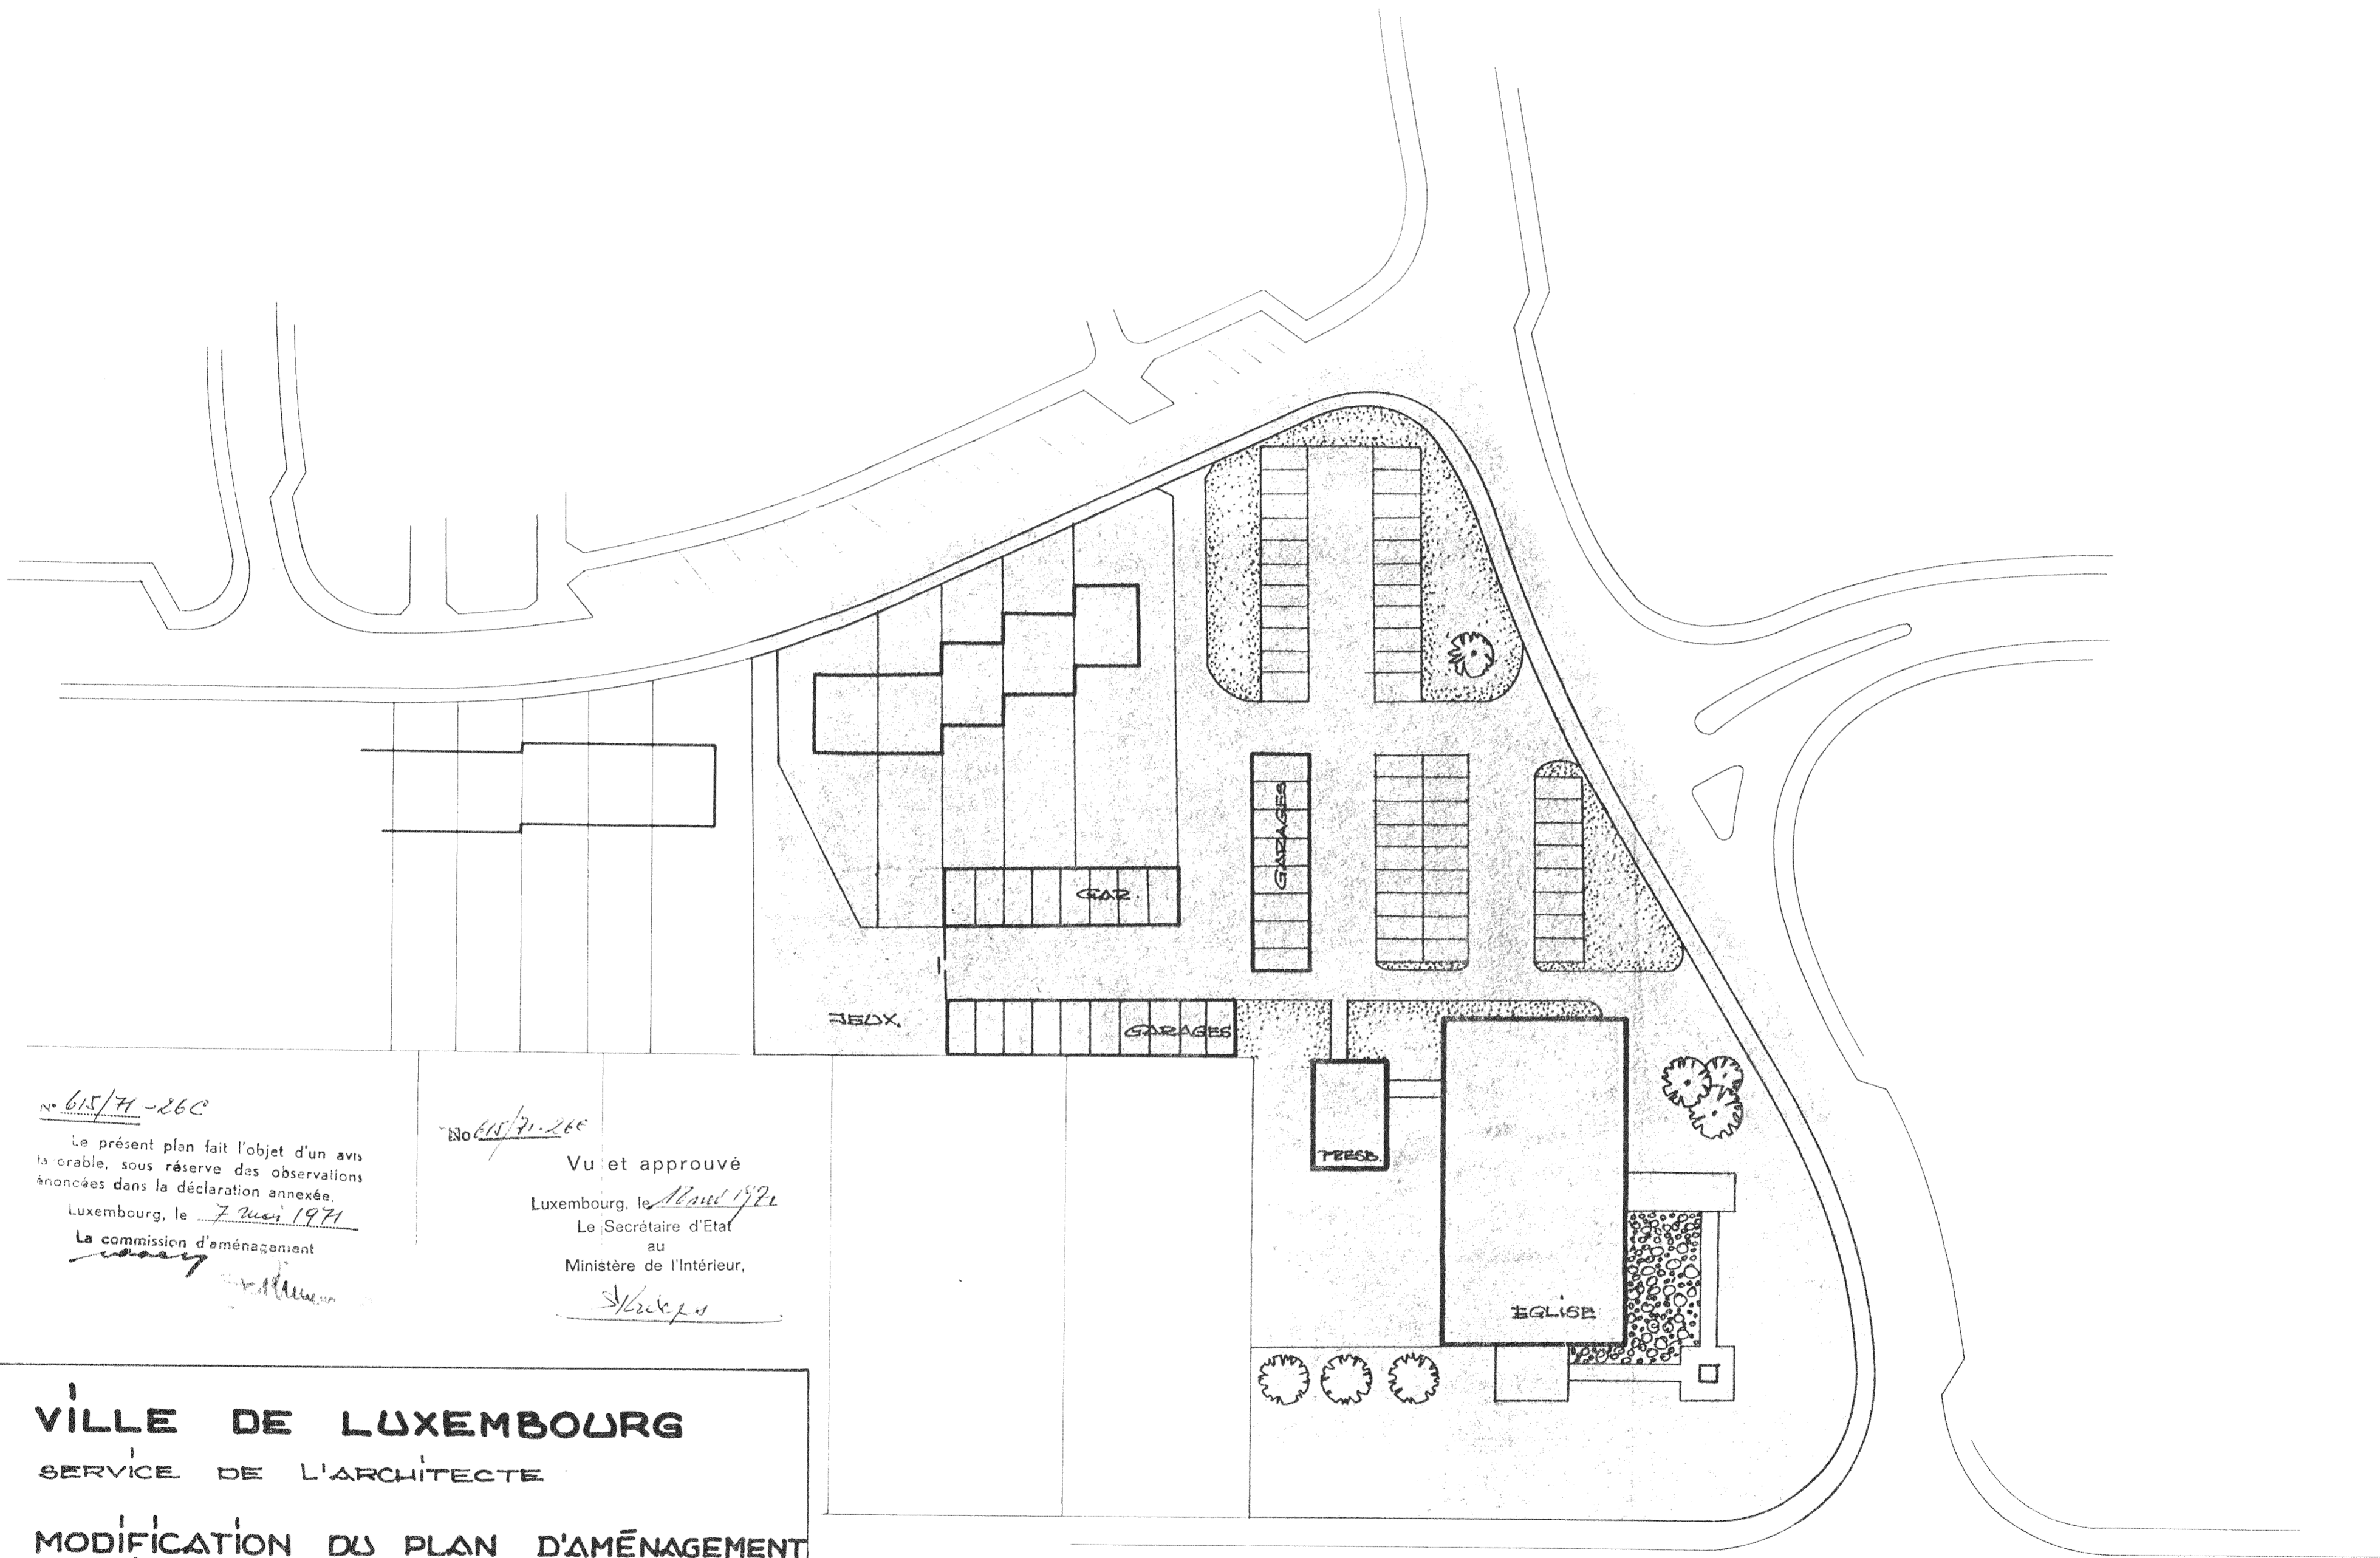 GAR.
GARAGES
JEUX.
GARAGES
PRESB.
EGLISE
N° 615/71-26C
Le présent plan fait l'objet d'un avis
fa orable, sous réserve des observations
énoncées dans la déclaration annexée.
Luxembourg, le 7 mai 1971
La commission d'aménagement
No 615/71-26C
Vu et approuvé
Luxembourg, le
Le Secrétaire d'Etat
au
Ministère de l'Intérieur,
VILLE DE LUXEMBOURG
SERVICE DE L'ARCHITECTE
MODIFICATION DU PLAN D'AMÉNAGEMENT